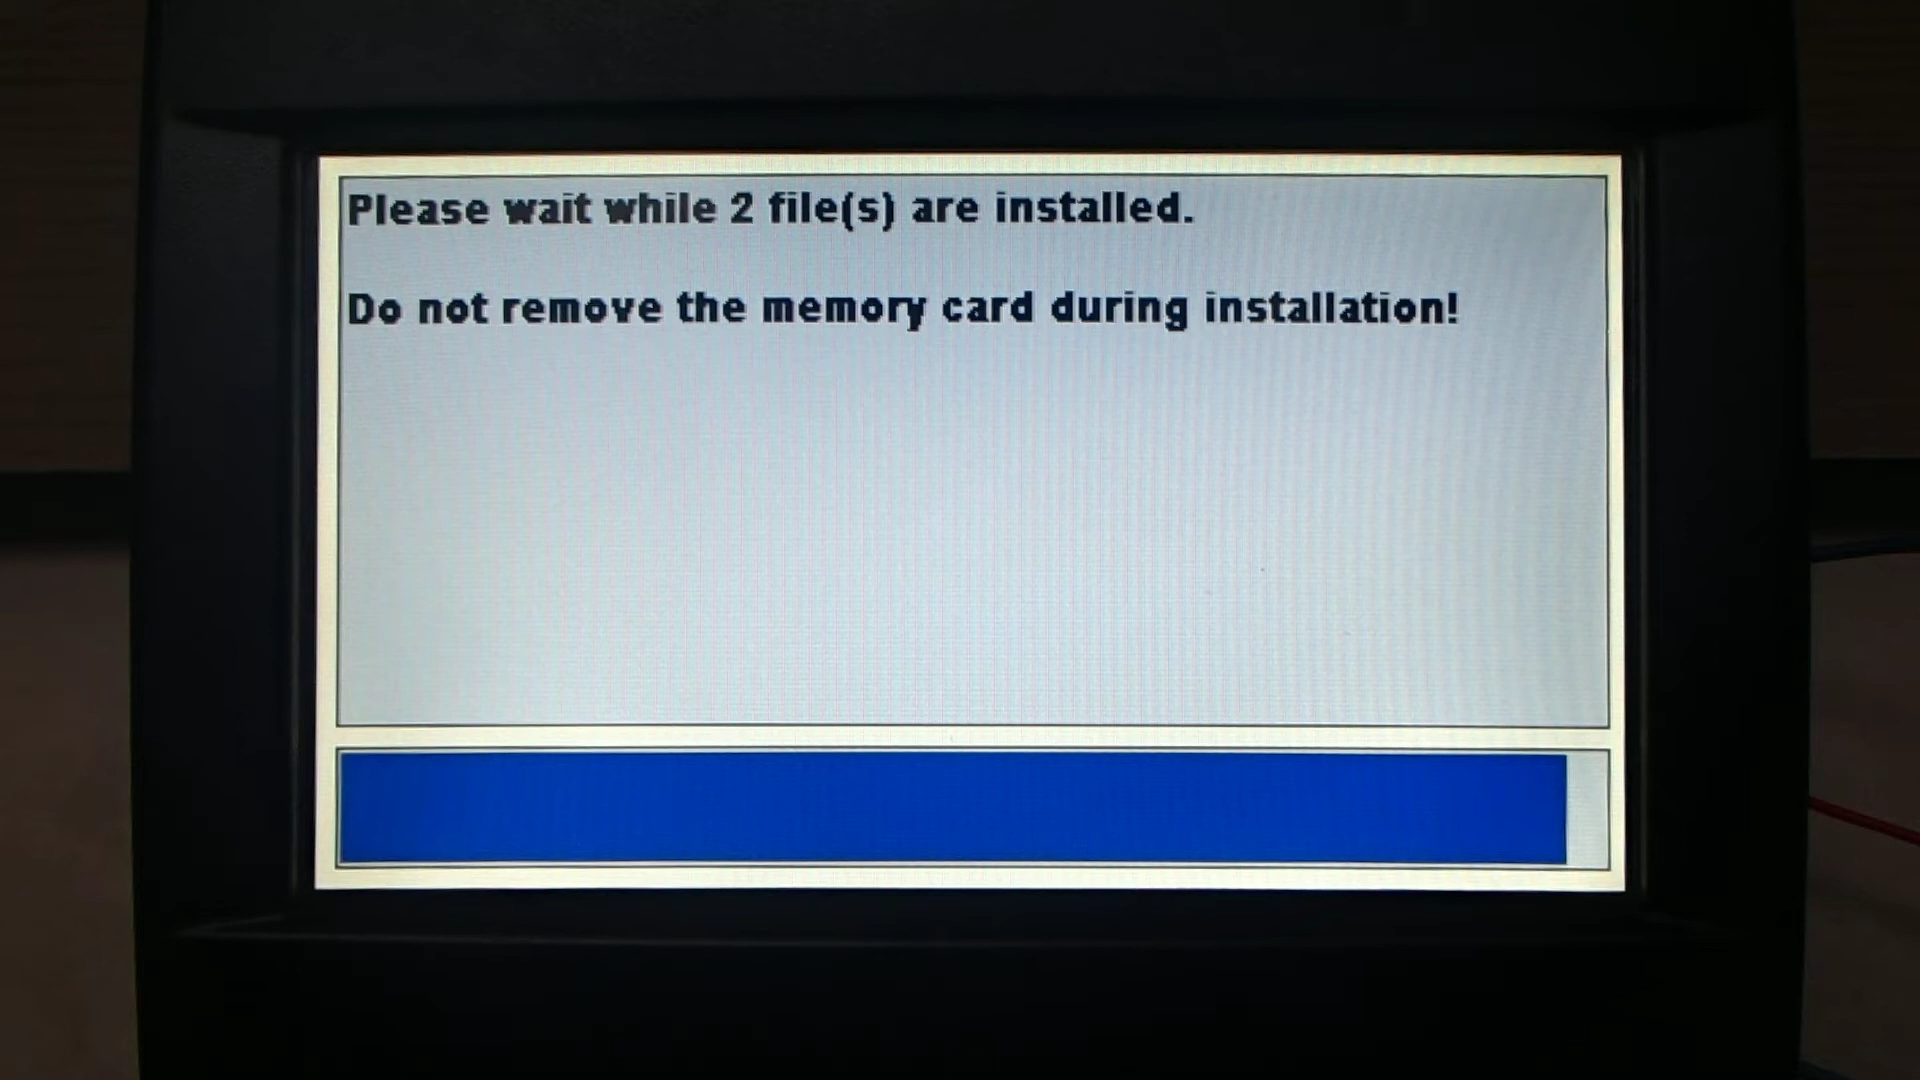 Please wait while 2 file(s) are installed.
Do not remove the memory card during installation!